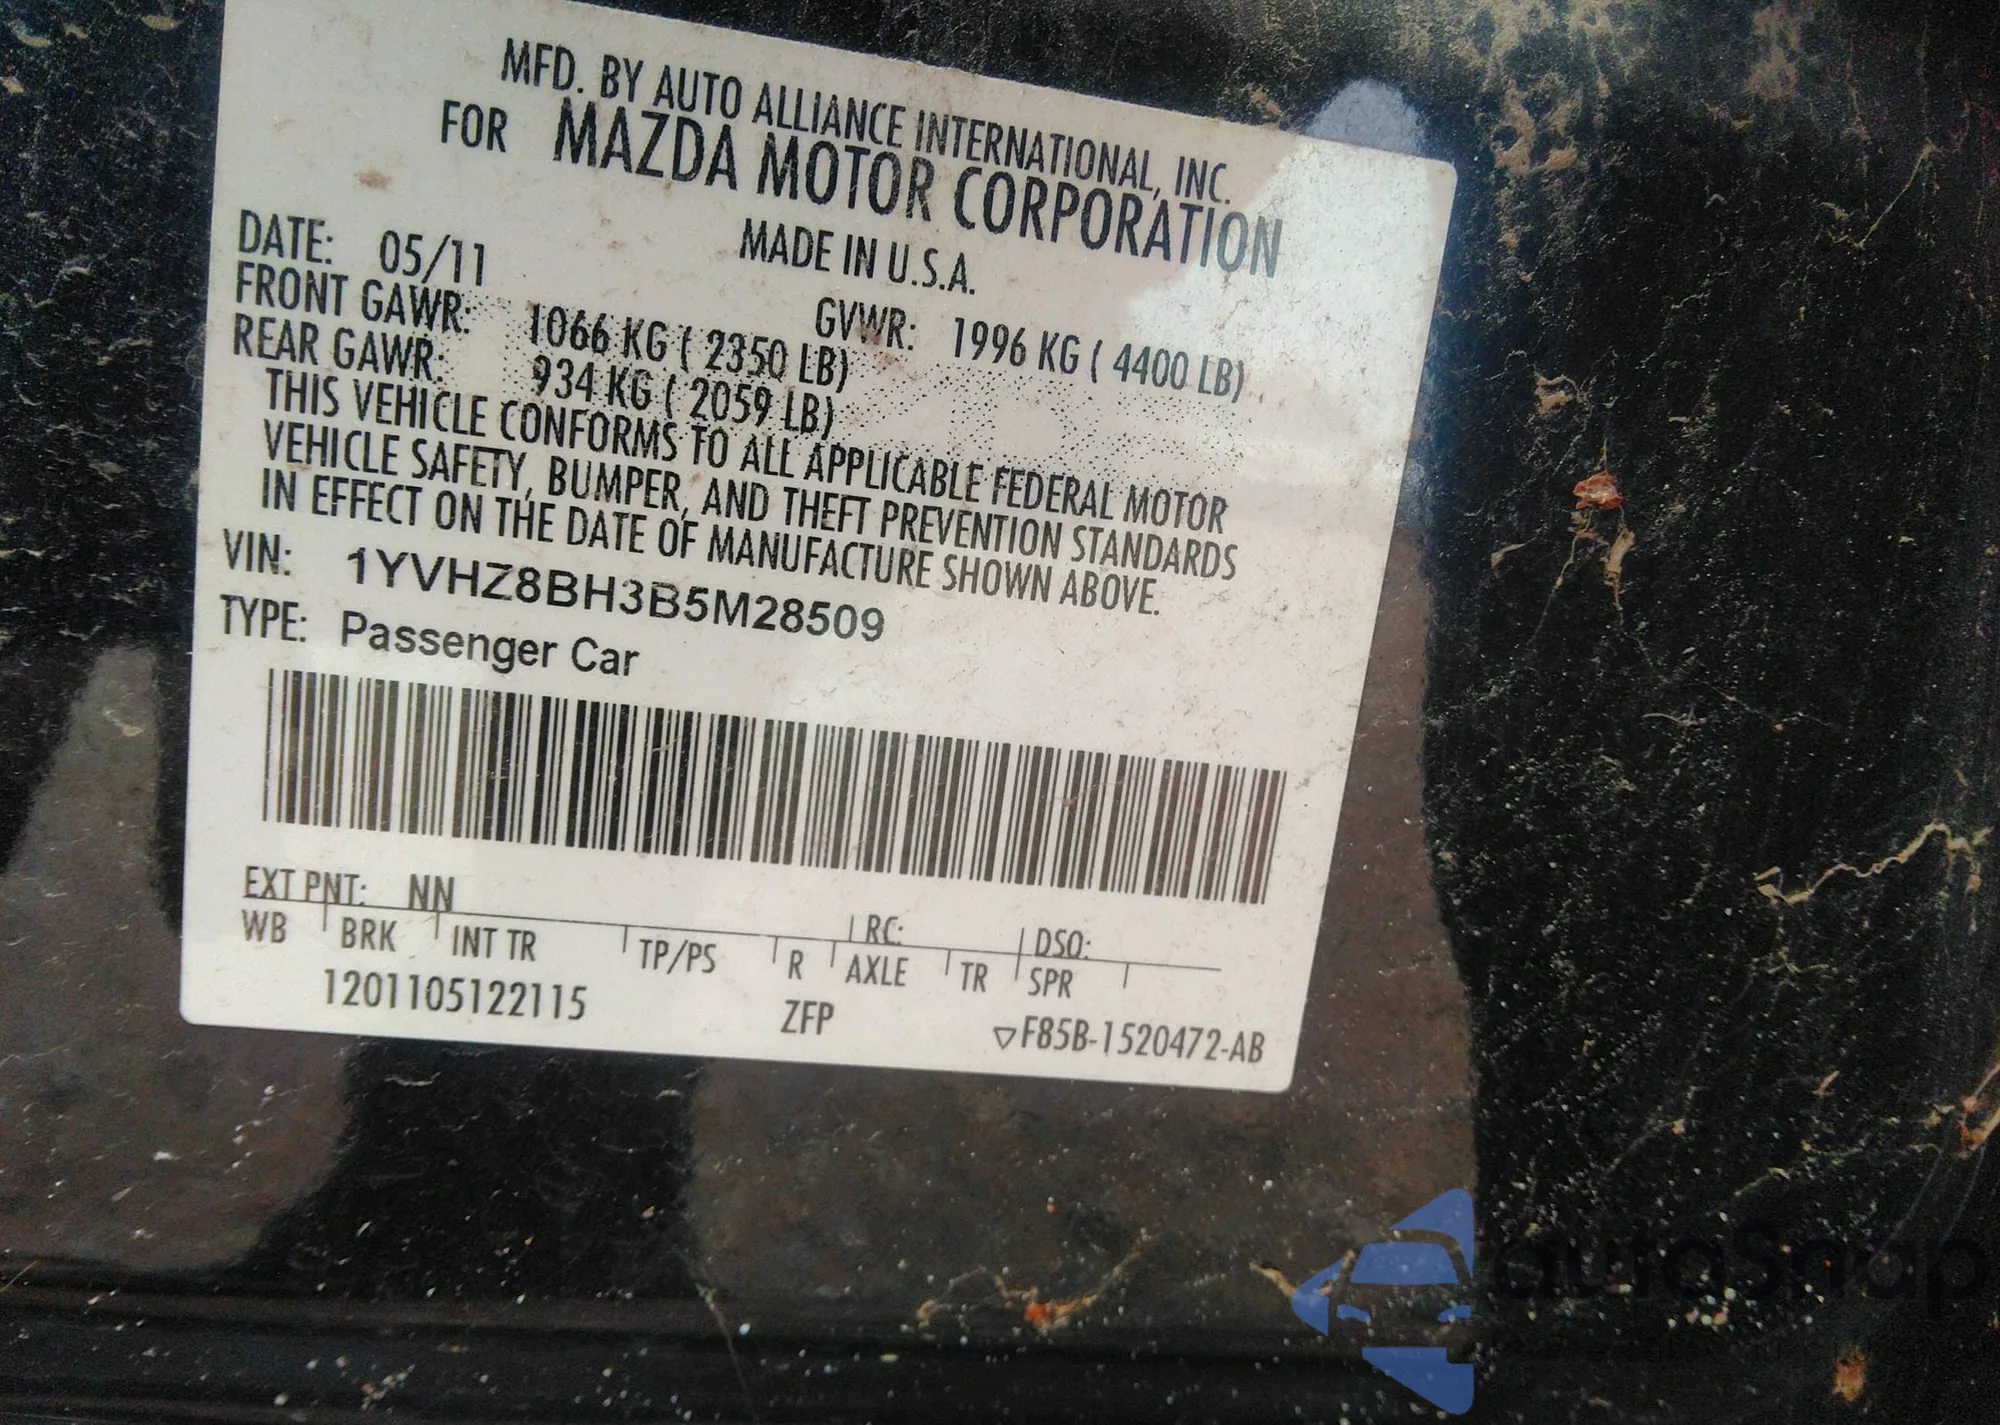 MFD. BY AUTO ALLIANCE INTERNATIONAL, INC.
FOR MAZDA MOTOR CORPORATION
MADE IN U.S.A.
DATE: 05/11
GVWR: 1996 KG ( 4400 LB)
FRONT GAWR: 1066 KG ( 2350 LB)
REAR GAWR: 934 KG ( 2059 LB)
THIS VEHICLE CONFORMS TO ALL APPLICABLE FEDERAL MOTOR
VEHICLE SAFETY, BUMPER, AND THEFT PREVENTION STANDARDS
IN EFFECT ON THE DATE OF MANUFACTURE SHOWN ABOVE.
VIN: 1YVHZ8BH3B5M28509
TYPE: Passenger Car
EXT PNT: NN RC: DSO:
WB BRK INT TR TP/PS R AXLE TR SPR
1201105122115 ZFP ▽F85B-1520472-AB
autoSnap